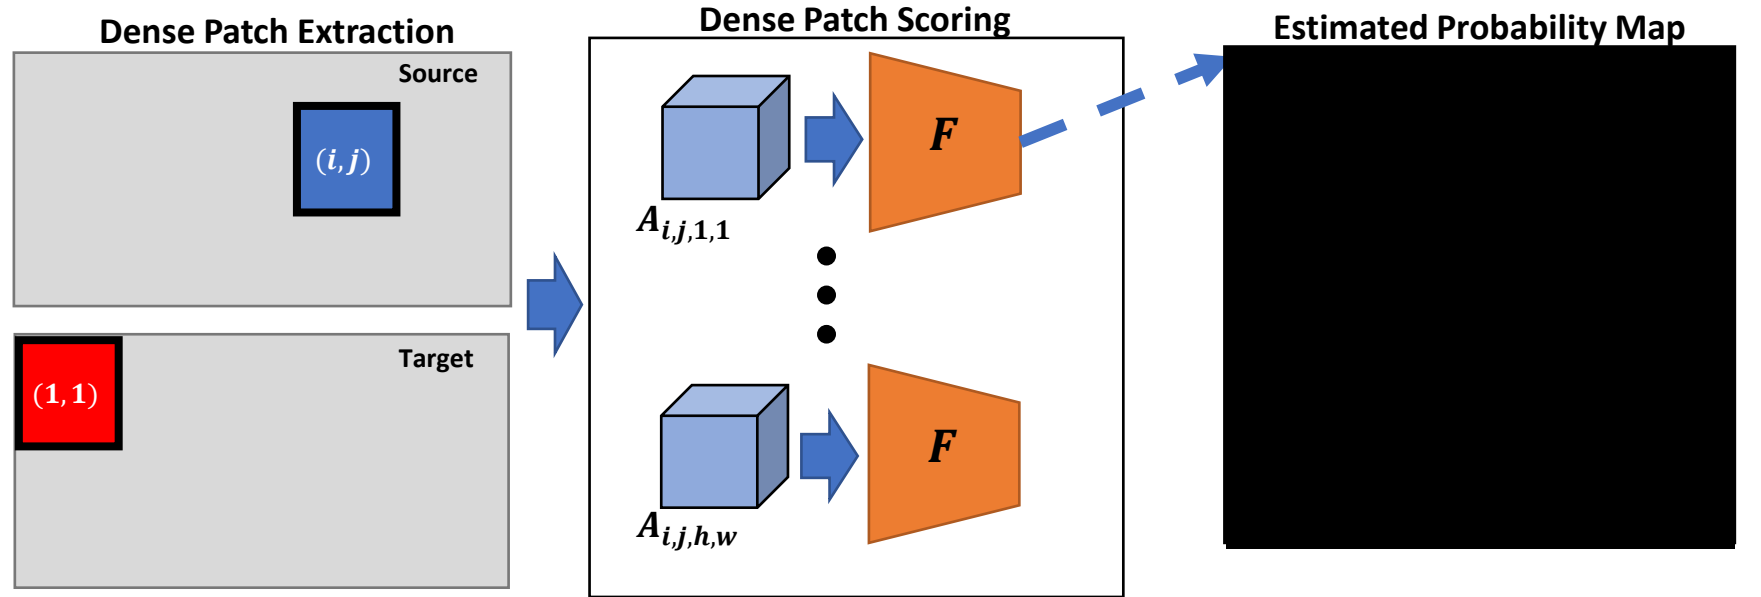 Dense Patch Extraction
Source
(i, j)
Target
(1, 1)
Dense Patch Scoring
F
A_{i,j,1,1}
F
A_{i,j,h,w}
Estimated Probability Map